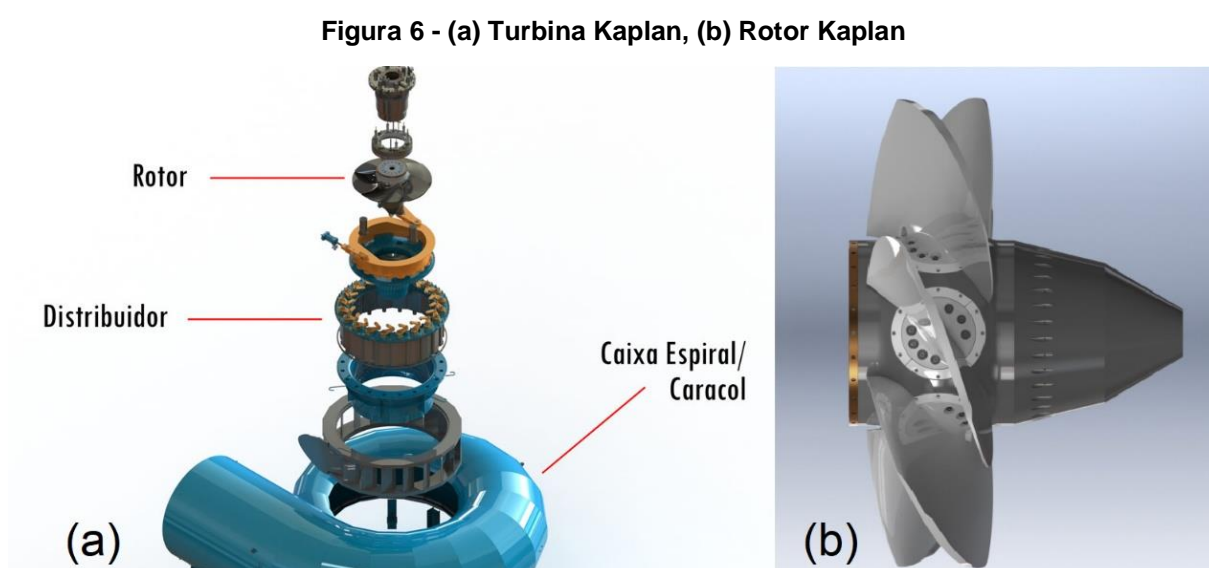 Figura 6 - (a) Turbina Kaplan, (b) Rotor Kaplan
Rotor
Distribuidor
Caixa Espiral/
Caracol
(a)
(b)